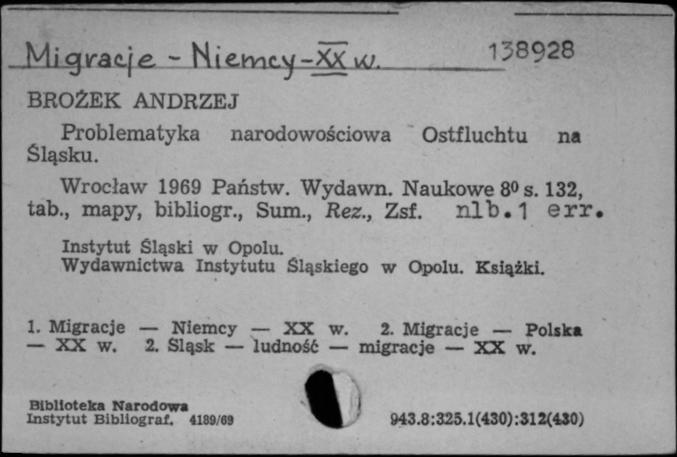 Migracje - Niemcy - XX w. 138928
BROŻEK ANDRZEJ
Problematyka narodowościowa Ostfluchtu na
Śląsku.
Wrocław 1969 Państw. Wydawn. Naukowe 8⁰ s. 132,
tab., mapy, bibliogr., Sum., Rez., Zsf. nlb.1 err.
Instytut Śląski w Opolu.
Wydawnictwa Instytutu Śląskiego w Opolu. Książki.
1. Migracje — Niemcy — XX w. 2. Migracje — Polska
— XX w. 2. Śląsk — ludność — migracje — XX w.
Biblioteka Narodowa
Instytut Bibliograf. 4189/69 943.8:325.1(430):312(430)